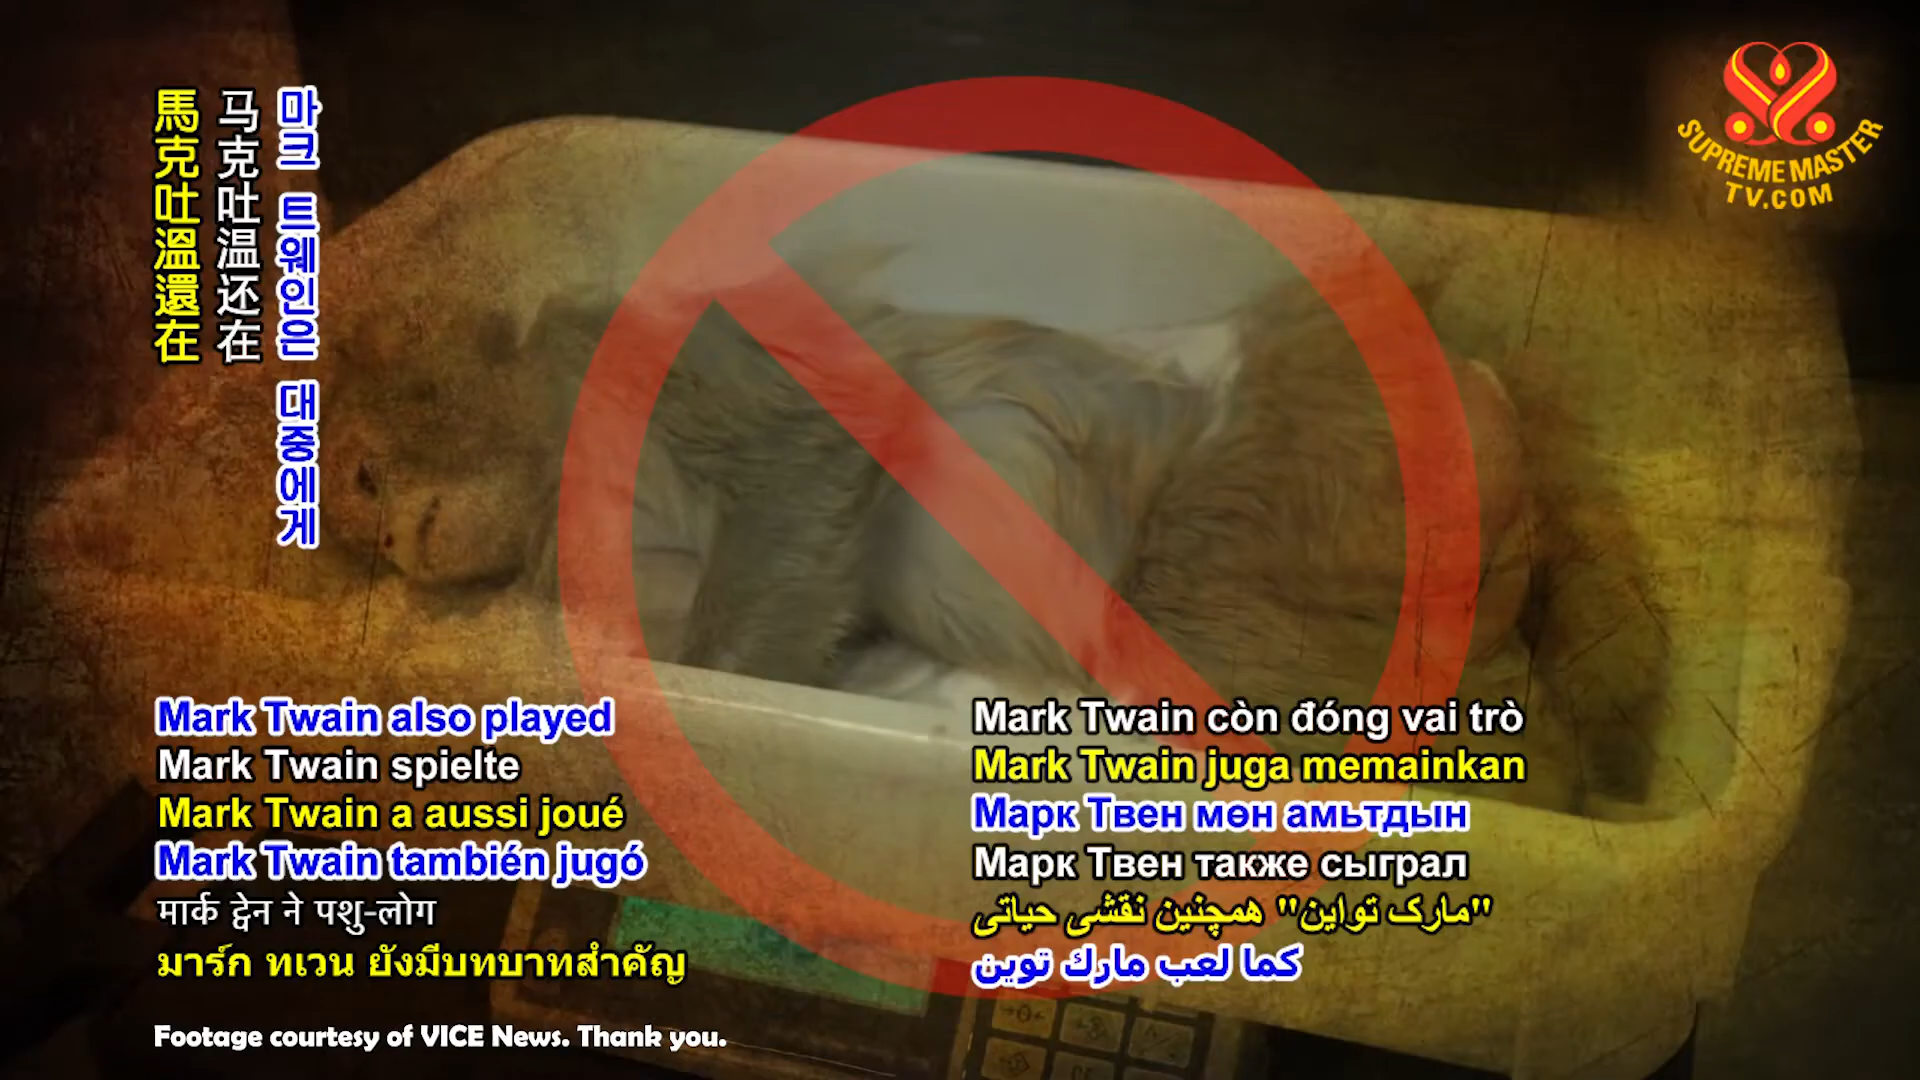 馬克吐溫還在
马克吐温还在
마크 트웨인은 대중에게
SUPREME MASTER
TV.COM
Mark Twain also played
Mark Twain spielte
Mark Twain a aussi joué
Mark Twain también jugó
मार्क ट्वेन ने पशु-लोग
มาร์ก ทเวน ยังมีบทบาทสำคัญ
Mark Twain còn đóng vai trò
Mark Twain juga memainkan
Марк Твен мөн амьтдын
Марк Твен также сыграл
"مارک تواین" همچنین نقشی حیاتی
كما لعب مارك توين
Footage courtesy of VICE News. Thank you.